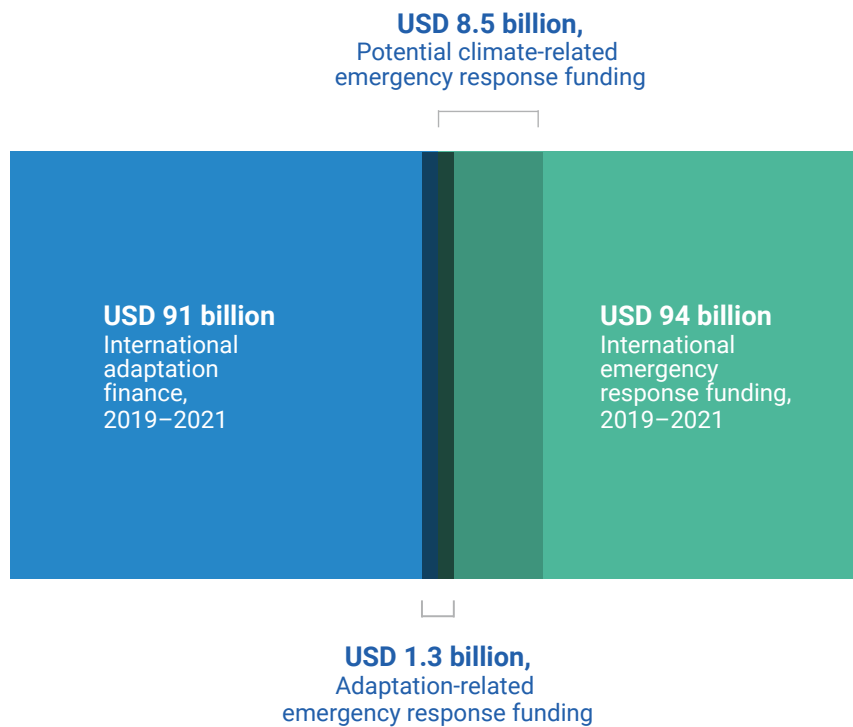 USD 8.5 billion,
Potential climate-related
emergency response funding
USD 91 billion
International
adaptation
finance,
2019–2021
USD 94 billion
International
emergency
response funding,
2019–2021
USD 1.3 billion,
Adaptation-related
emergency response funding